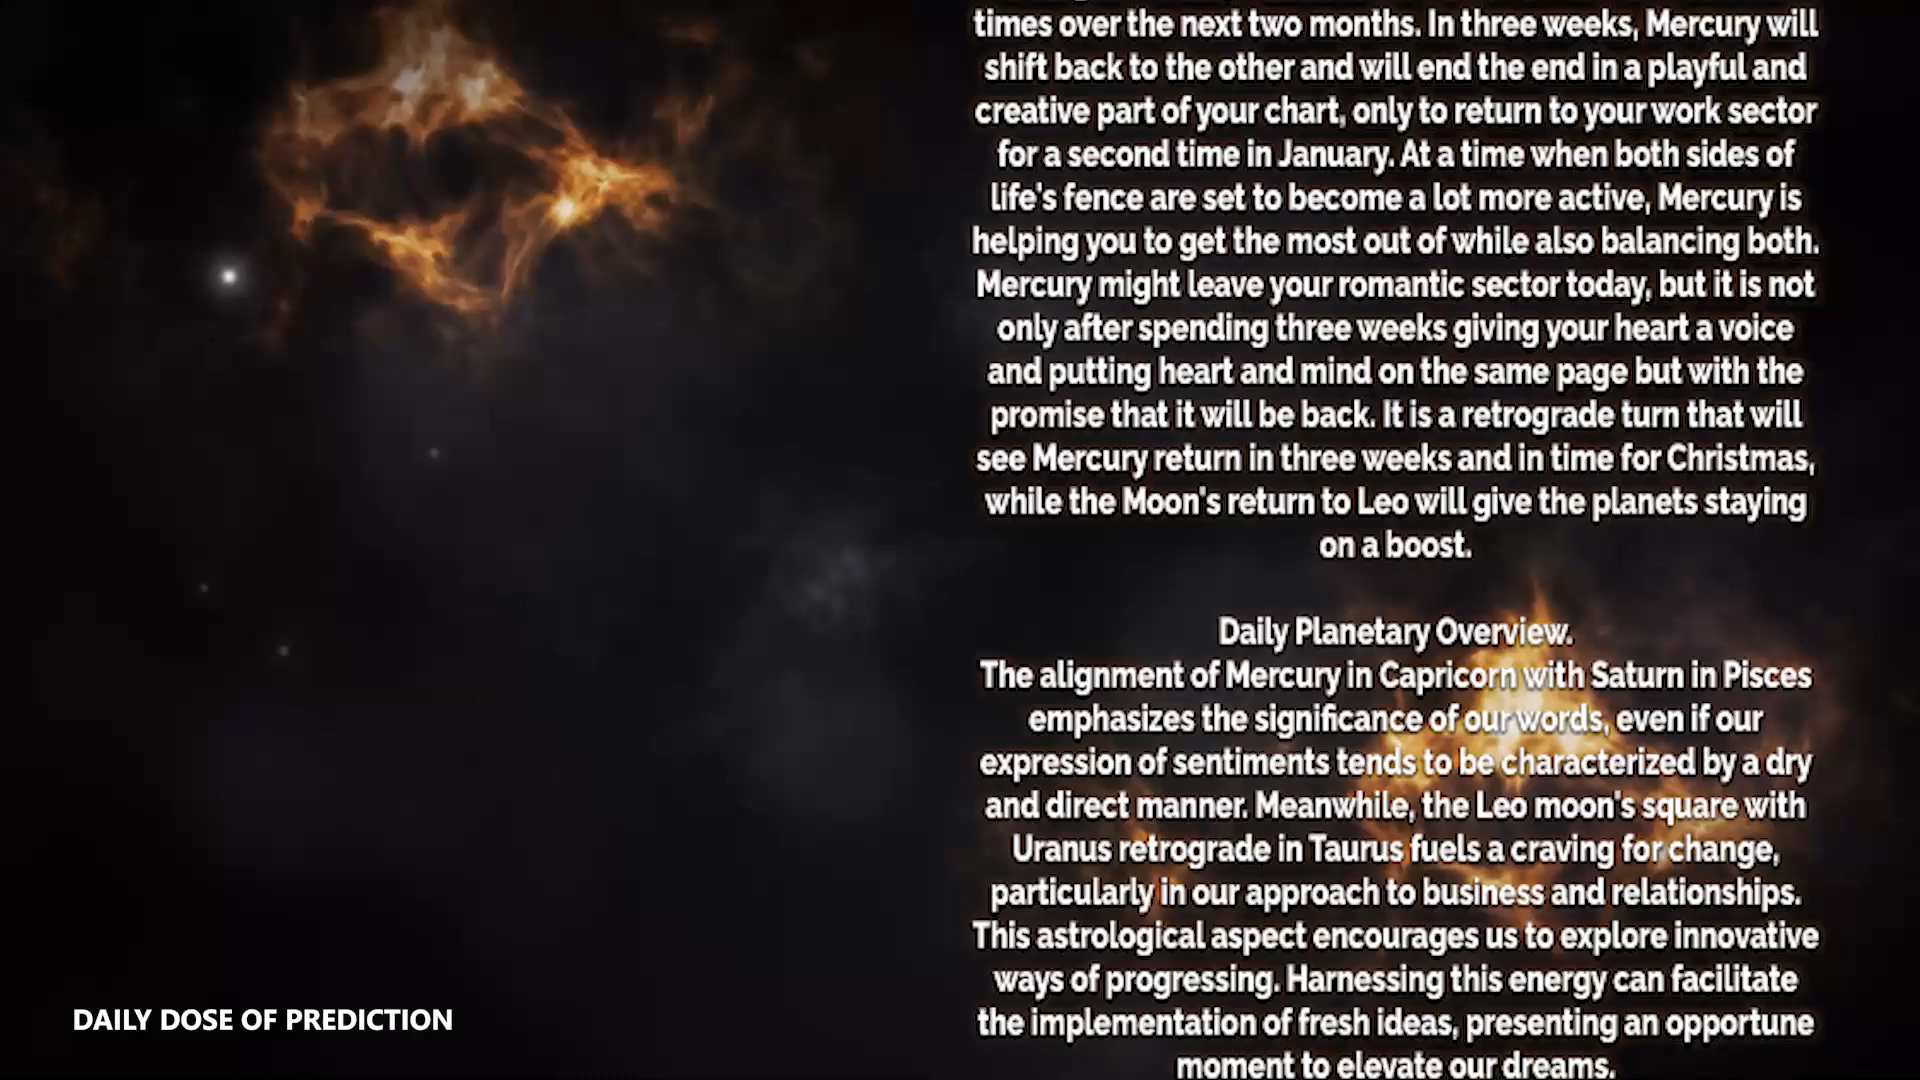 times over the next two months. In three weeks, Mercury will
shift back to the other and will end the end in a playful and
creative part of your chart, only to return to your work sector
for a second time in January. At a time when both sides of
life's fence are set to become a lot more active, Mercury is
helping you to get the most out of while also balancing both.
Mercury might leave your romantic sector today, but it is not
only after spending three weeks giving your heart a voice
and putting heart and mind on the same page but with the
promise that it will be back. It is a retrograde turn that will
see Mercury return in three weeks and in time for Christmas,
while the Moon's return to Leo will give the planets staying
on a boost.
Daily Planetary Overview.
The alignment of Mercury in Capricorn with Saturn in Pisces
emphasizes the significance of our words, even if our
expression of sentiments tends to be characterized by a dry
and direct manner. Meanwhile, the Leo moon's square with
Uranus retrograde in Taurus fuels a craving for change,
particularly in our approach to business and relationships.
This astrological aspect encourages us to explore innovative
ways of progressing. Harnessing this energy can facilitate
the implementation of fresh ideas, presenting an opportune
moment to elevate our dreams.
DAILY DOSE OF PREDICTION